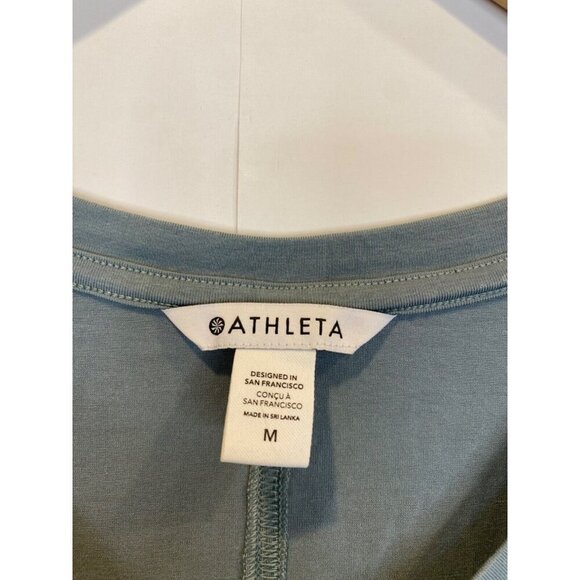 ATHLETA
DESIGNED IN
SAN FRANCISCO
CONÇU À
SAN FRANCISCO
MADE IN SRI LANKA
M